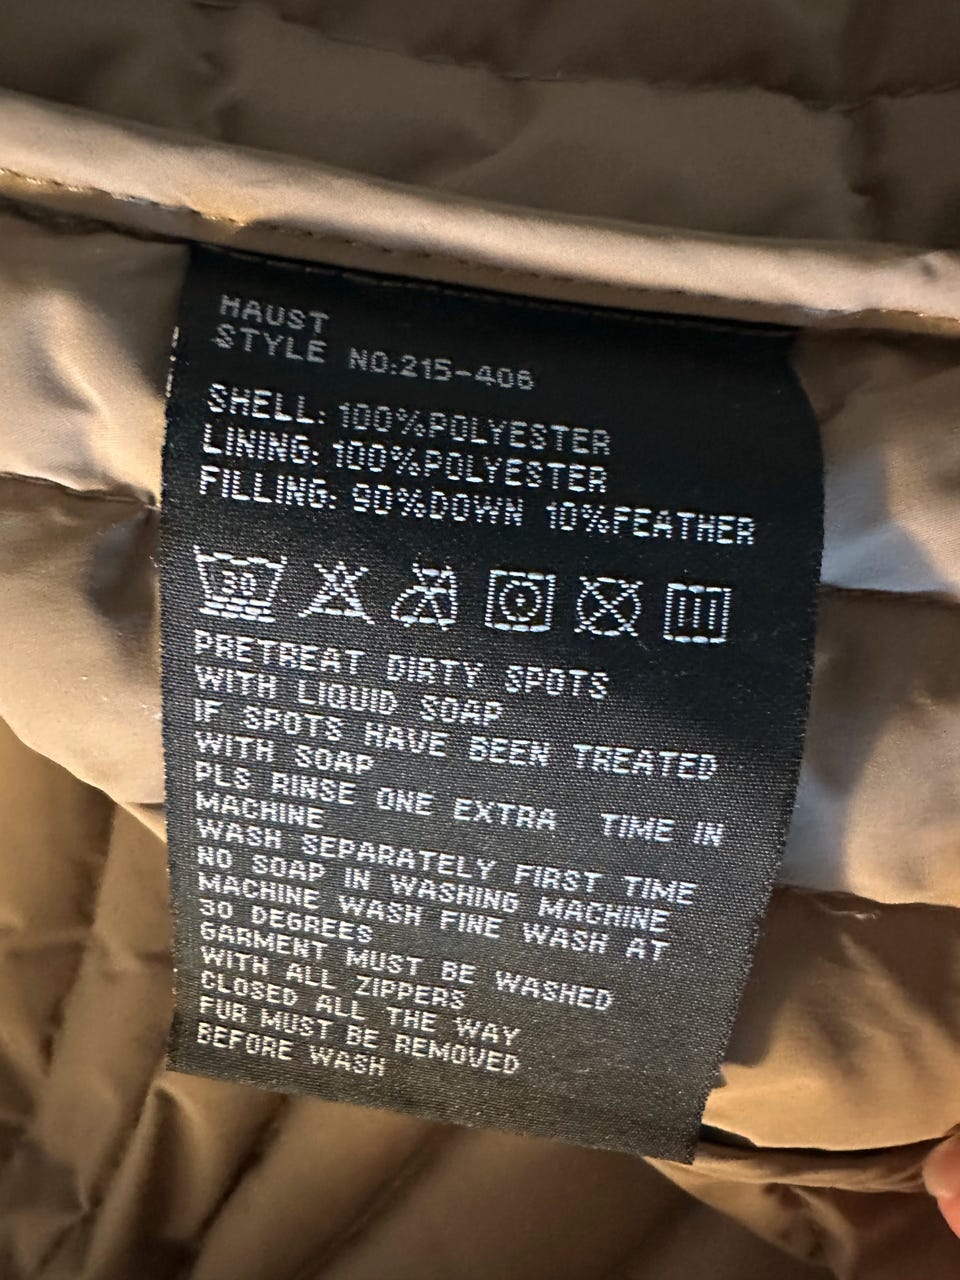 HAUST
STYLE NO:215-406
SHELL: 100%POLYESTER
LINING: 100%POLYESTER
FILLING: 90%DOWN 10%FEATHER
30
PRETREAT DIRTY SPOTS
WITH LIQUID SOAP
IF SPOTS HAVE BEEN TREATED
WITH SOAP
PLS RINSE ONE EXTRA TIME IN
MACHINE
WASH SEPARATELY FIRST TIME
NO SOAP IN WASHING MACHINE
MACHINE WASH FINE WASH AT
30 DEGREES
GARMENT MUST BE WASHED
WITH ALL ZIPPERS
CLOSED ALL THE WAY
FUR MUST BE REMOVED
BEFORE WASH